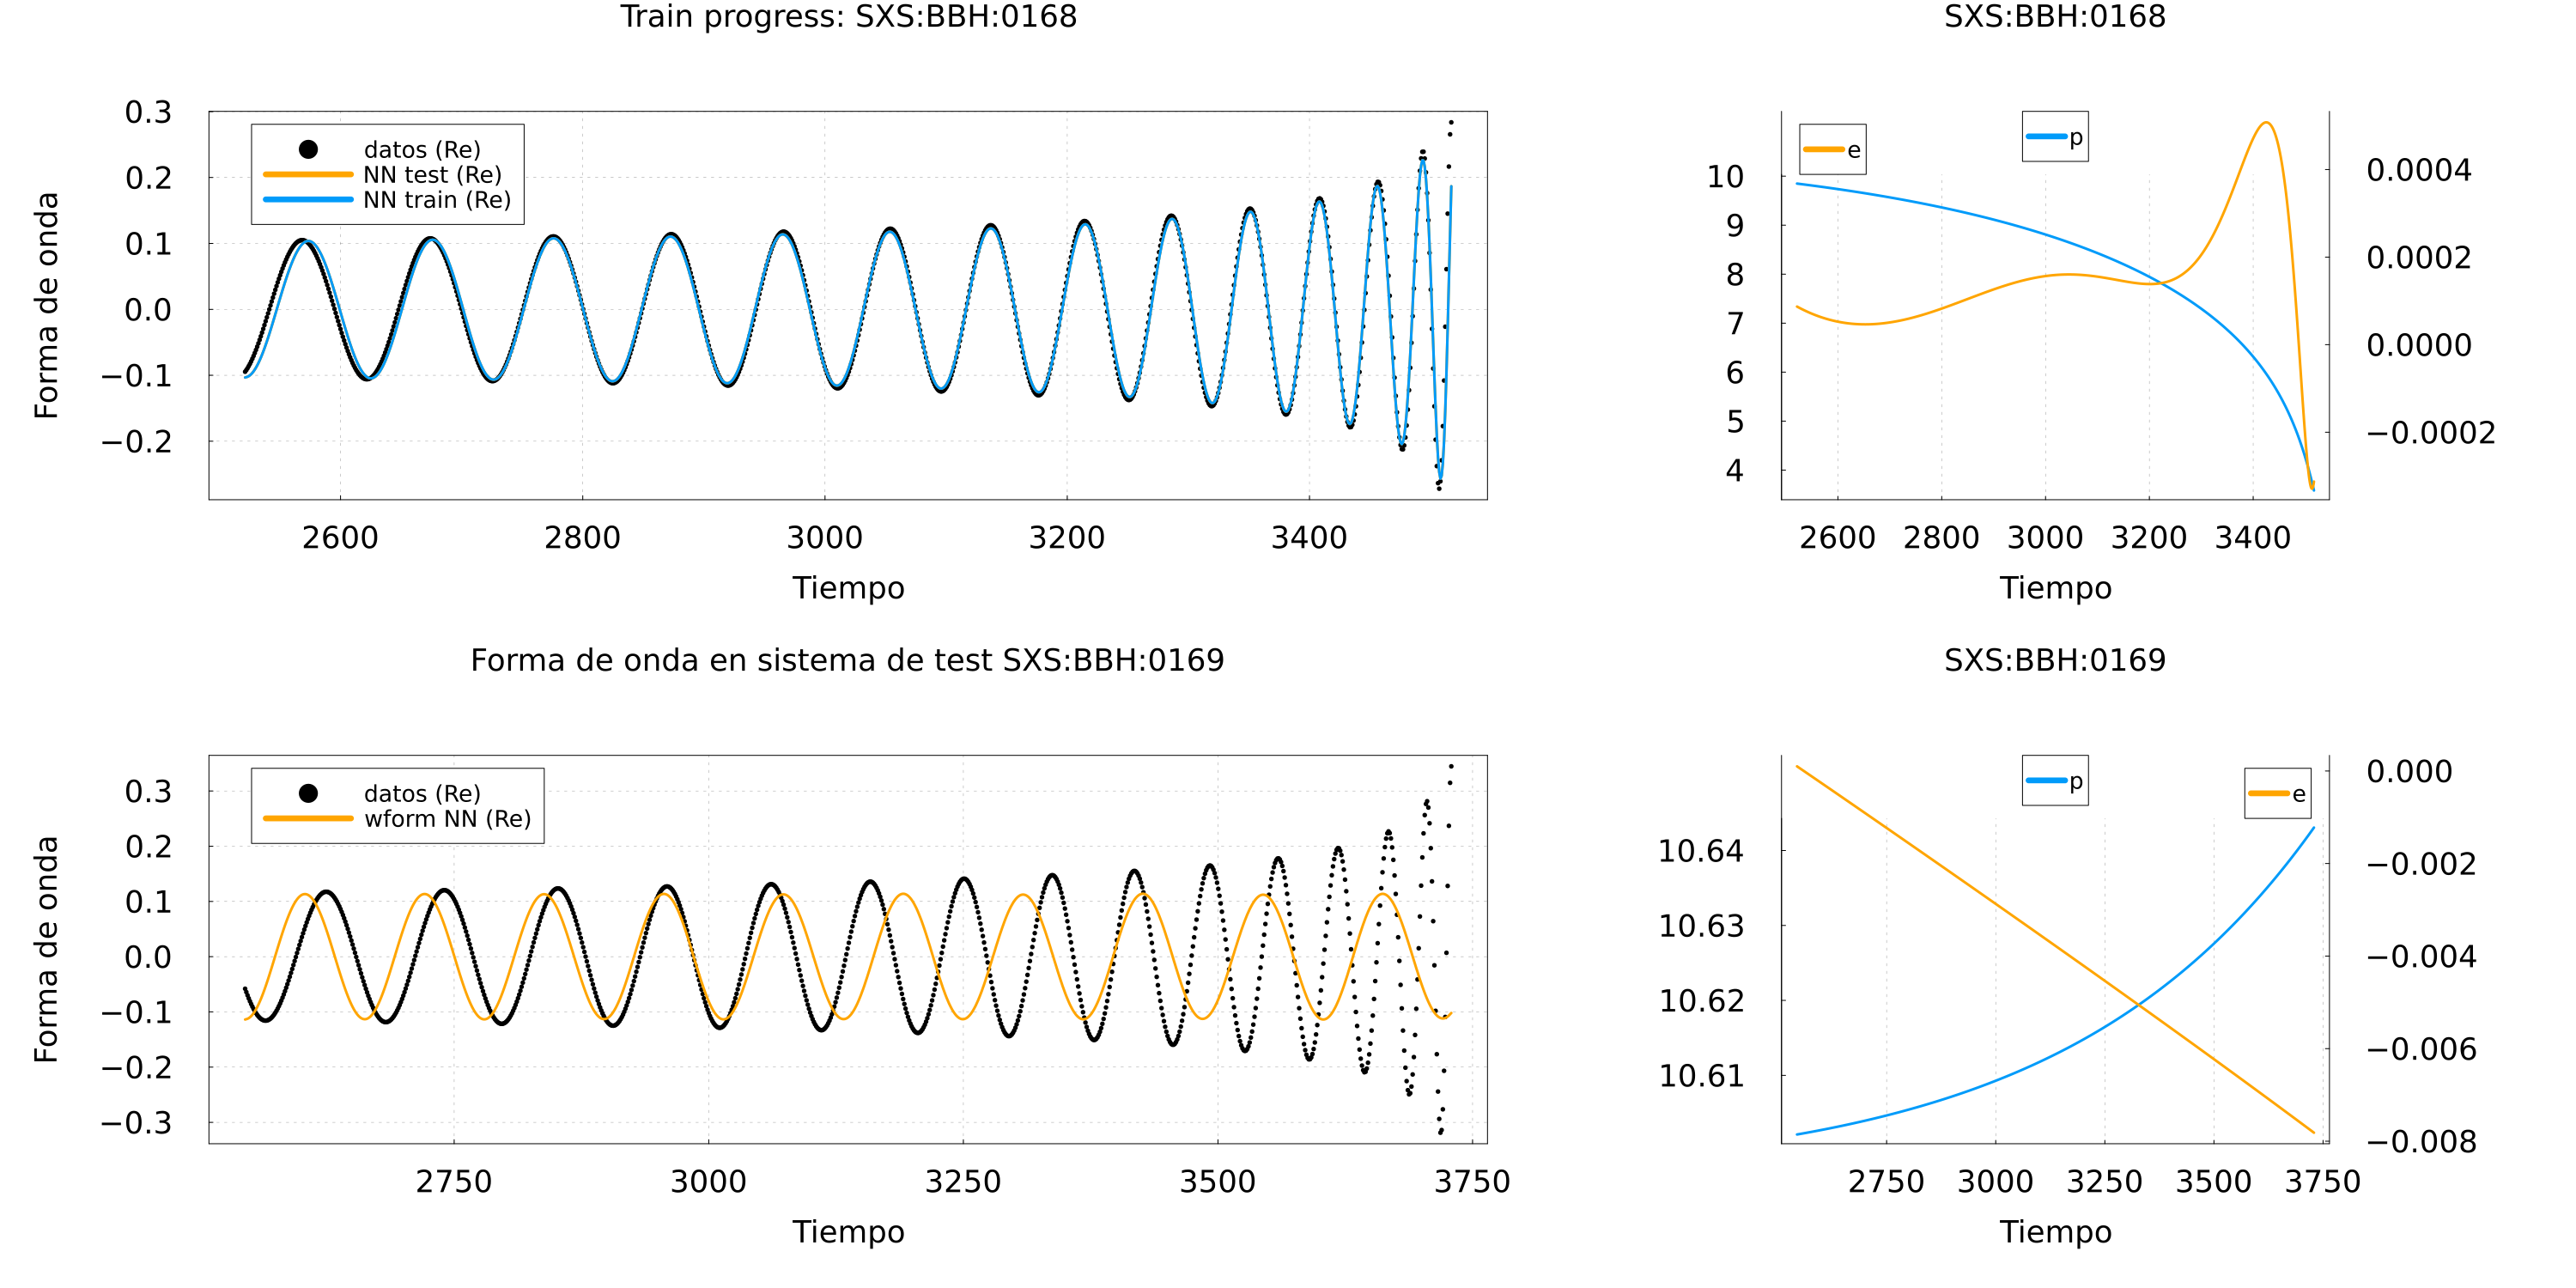 Train progress: SXS:BBH:0168
Forma de onda
0.3
0.2
0.1
0.0
−0.1
−0.2
datos (Re)
NN test (Re)
NN train (Re)
2600 2800 3000 3200 3400
Tiempo
SXS:BBH:0168
10
9
8
7
6
5
4
e
p
0.0004
0.0002
0.0000
−0.0002
2600 2800 3000 3200 3400
Tiempo
Forma de onda en sistema de test SXS:BBH:0169
Forma de onda
0.3
0.2
0.1
0.0
−0.1
−0.2
−0.3
datos (Re)
wform NN (Re)
2750 3000 3250 3500 3750
Tiempo
SXS:BBH:0169
10.64
10.63
10.62
10.61
p
e
0.000
−0.002
−0.004
−0.006
−0.008
2750 3000 3250 3500 3750
Tiempo